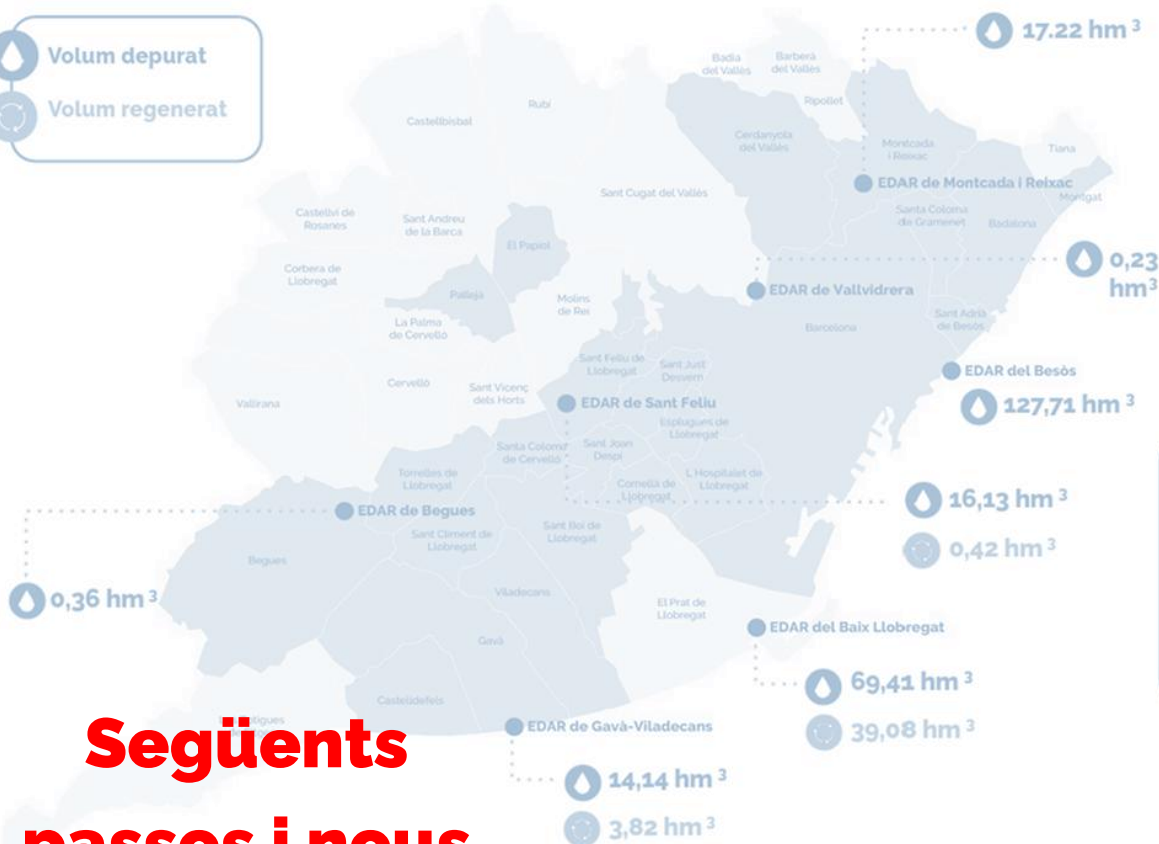 Volum depurat
Volum regenerat
17.22 hm³
Badia
del Vallès
Barberà
del Vallès
Rubí
Ripollet
Castellbisbal
Cerdanyola
del Vallès
Montcada
i Reixac
Tiana
EDAR de Montcada i Reixac
Sant Cugat del Vallès
Montgat
Castellví de
Rosanes
Sant Andreu
de la Barca
Santa Coloma
de Gramenet
Badalona
El Papiol
0,23
hm³
Corbera de
Llobregat
Pallejà
EDAR de Vallvidrera
Molins
de Rei
La Palma
de Cervelló
Barcelona
Sant Adrià
de Besòs
Sant Feliu de
Llobregat
Sant Just
Desvern
EDAR del Besòs
Cervelló
Sant Vicenç
dels Horts
Vallirana
EDAR de Sant Feliu
127,71 hm³
Esplugues de
Llobregat
Santa Coloma
de Cervelló
Sant Joan
Despí
Torrelles de
Llobregat
Cornellà de
Llobregat
L'Hospitalet de
Llobregat
16,13 hm³
EDAR de Begues
Sant Climent de
Llobregat
Sant Boi de
Llobregat
0,42 hm³
Begues
Viladecans
0,36 hm³
El Prat de
Llobregat
EDAR del Baix Llobregat
Gavà
69,41 hm³
Castelldefels
39,08 hm³
EDAR de Gavà-Viladecans
14,14 hm³
3,82 hm³
Següents
passos i nous